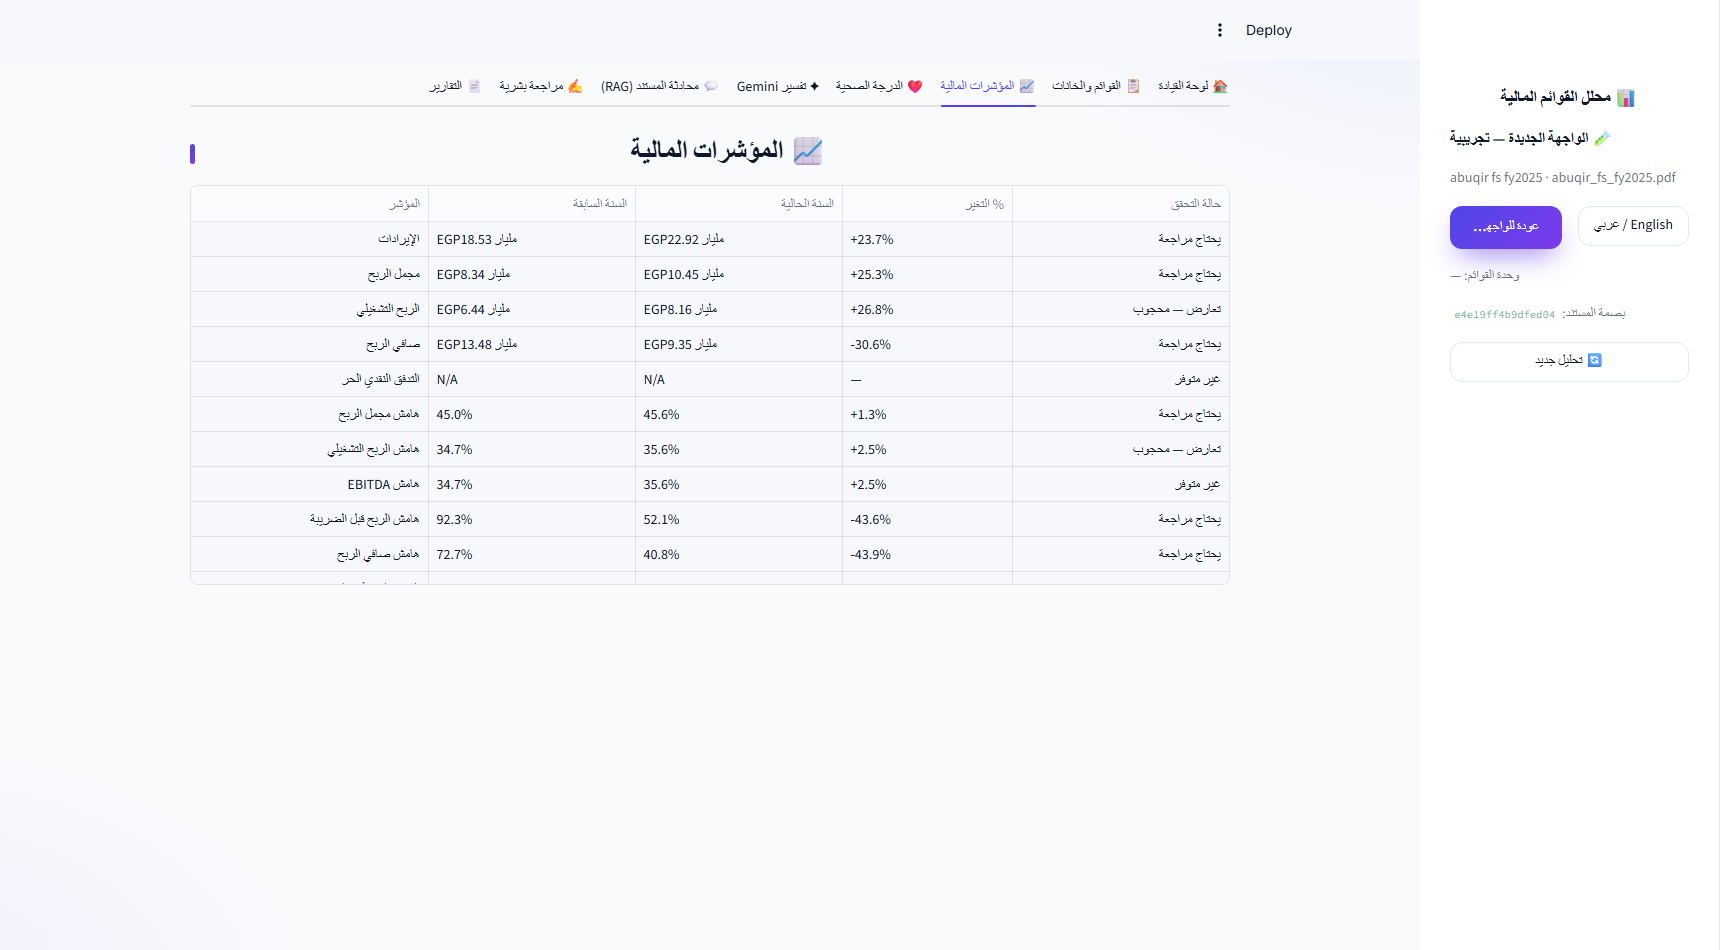 Deploy
🏠 لوحة القيادة
📋 القوائم والخانات
📈 المؤشرات المالية
❤️ الدرجة الصحية
✦ تفسير Gemini
💬 محادثة المستند (RAG)
✍️ مراجعة بشرية
📄 التقارير
📈 المؤشرات المالية
المؤشر | السنة السابقة | السنة الحالية | % التغير | حالة التحقق
الإيرادات | EGP18.53 مليار | EGP22.92 مليار | +23.7% | يحتاج مراجعة
مجمل الربح | EGP8.34 مليار | EGP10.45 مليار | +25.3% | يحتاج مراجعة
الربح التشغيلي | EGP6.44 مليار | EGP8.16 مليار | +26.8% | تعارض — محجوب
صافي الربح | EGP13.48 مليار | EGP9.35 مليار | -30.6% | يحتاج مراجعة
التدفق النقدي الحر | N/A | N/A | — | غير متوفر
هامش مجمل الربح | 45.0% | 45.6% | +1.3% | يحتاج مراجعة
هامش الربح التشغيلي | 34.7% | 35.6% | +2.5% | تعارض — محجوب
هامش EBITDA | 34.7% | 35.6% | +2.5% | غير متوفر
هامش الربح قبل الضريبة | 92.3% | 52.1% | -43.6% | يحتاج مراجعة
هامش صافي الربح | 72.7% | 40.8% | -43.9% | يحتاج مراجعة
📊 محلل القوائم المالية
🧪 الواجهة الجديدة — تجريبية
abuqir fs fy2025 · abuqir_fs_fy2025.pdf
عودة للواجهـ...
English / عربي
وحدة القوائم: —
بصمة المستند: e4e19ff4b9dfed04
🔄 تحليل جديد